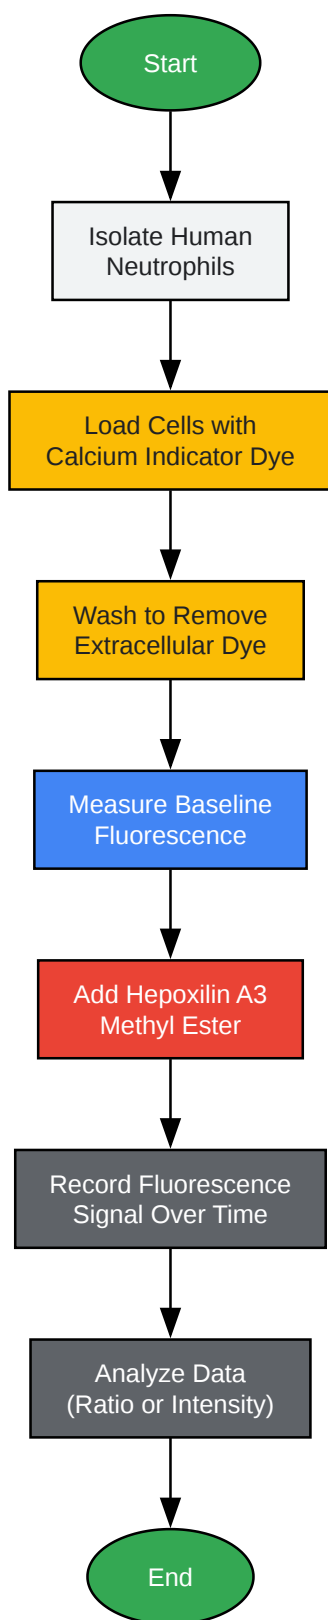 Start
Isolate Human
Neutrophils
Load Cells with
Calcium Indicator Dye
Wash to Remove
Extracellular Dye
Measure Baseline
Fluorescence
Add Hepoxilin A3
Methyl Ester
Record Fluorescence
Signal Over Time
Analyze Data
(Ratio or Intensity)
End